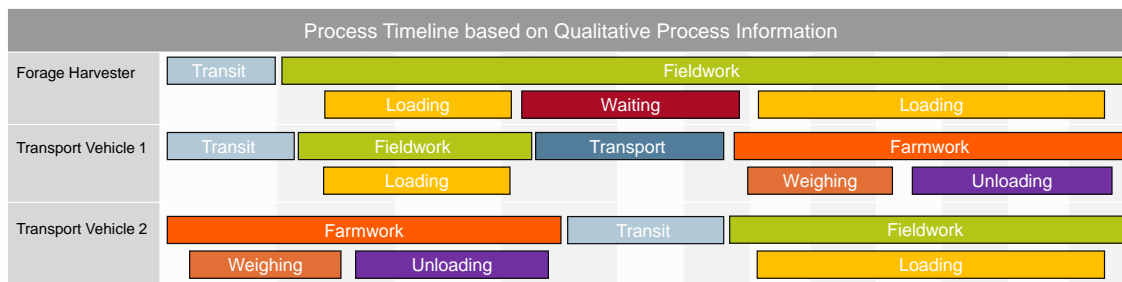 Process Timeline based on Qualitative Process Information
Forage Harvester
Transit
Fieldwork
Loading
Waiting
Loading
Transport Vehicle 1
Transit
Fieldwork
Transport
Farmwork
Loading
Weighing
Unloading
Transport Vehicle 2
Farmwork
Transit
Fieldwork
Weighing
Unloading
Loading